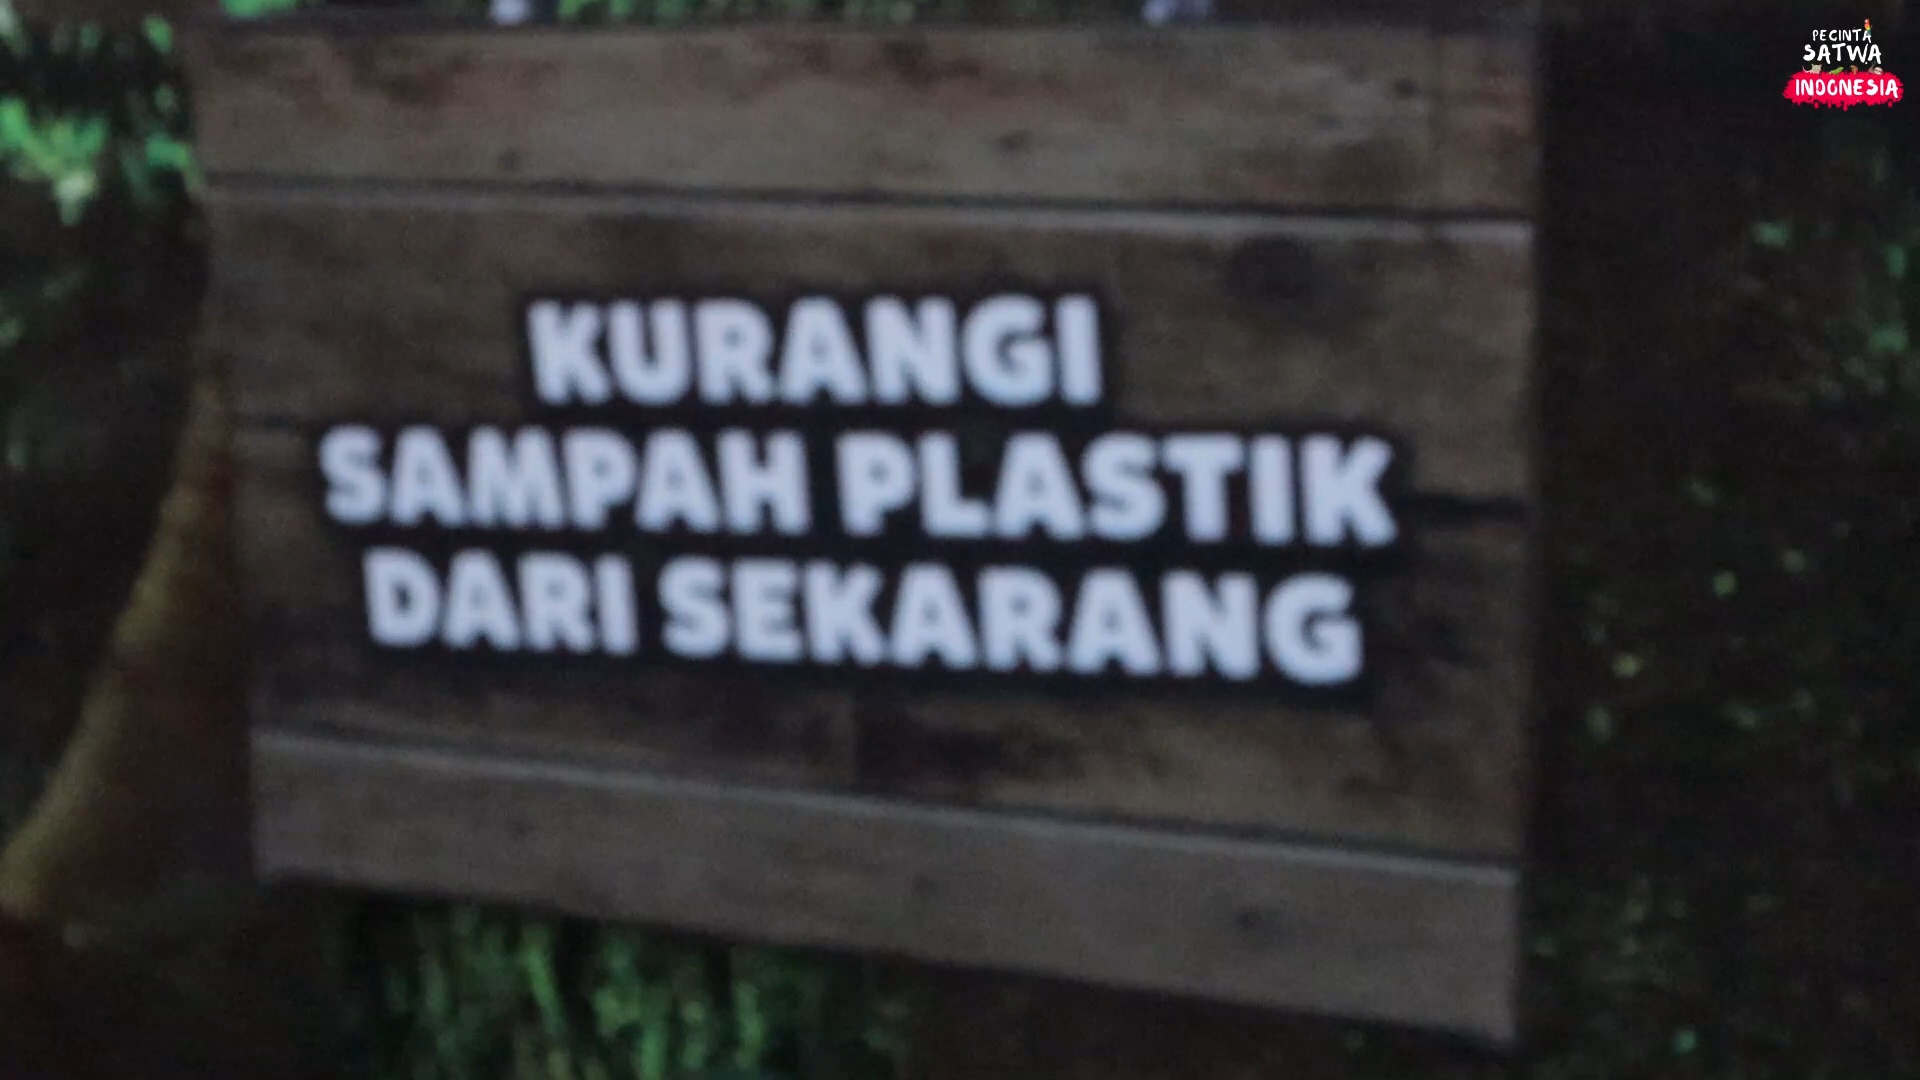 PECINTA
SATWA
INDONESIA
KURANGI
SAMPAH PLASTIK
DARI SEKARANG